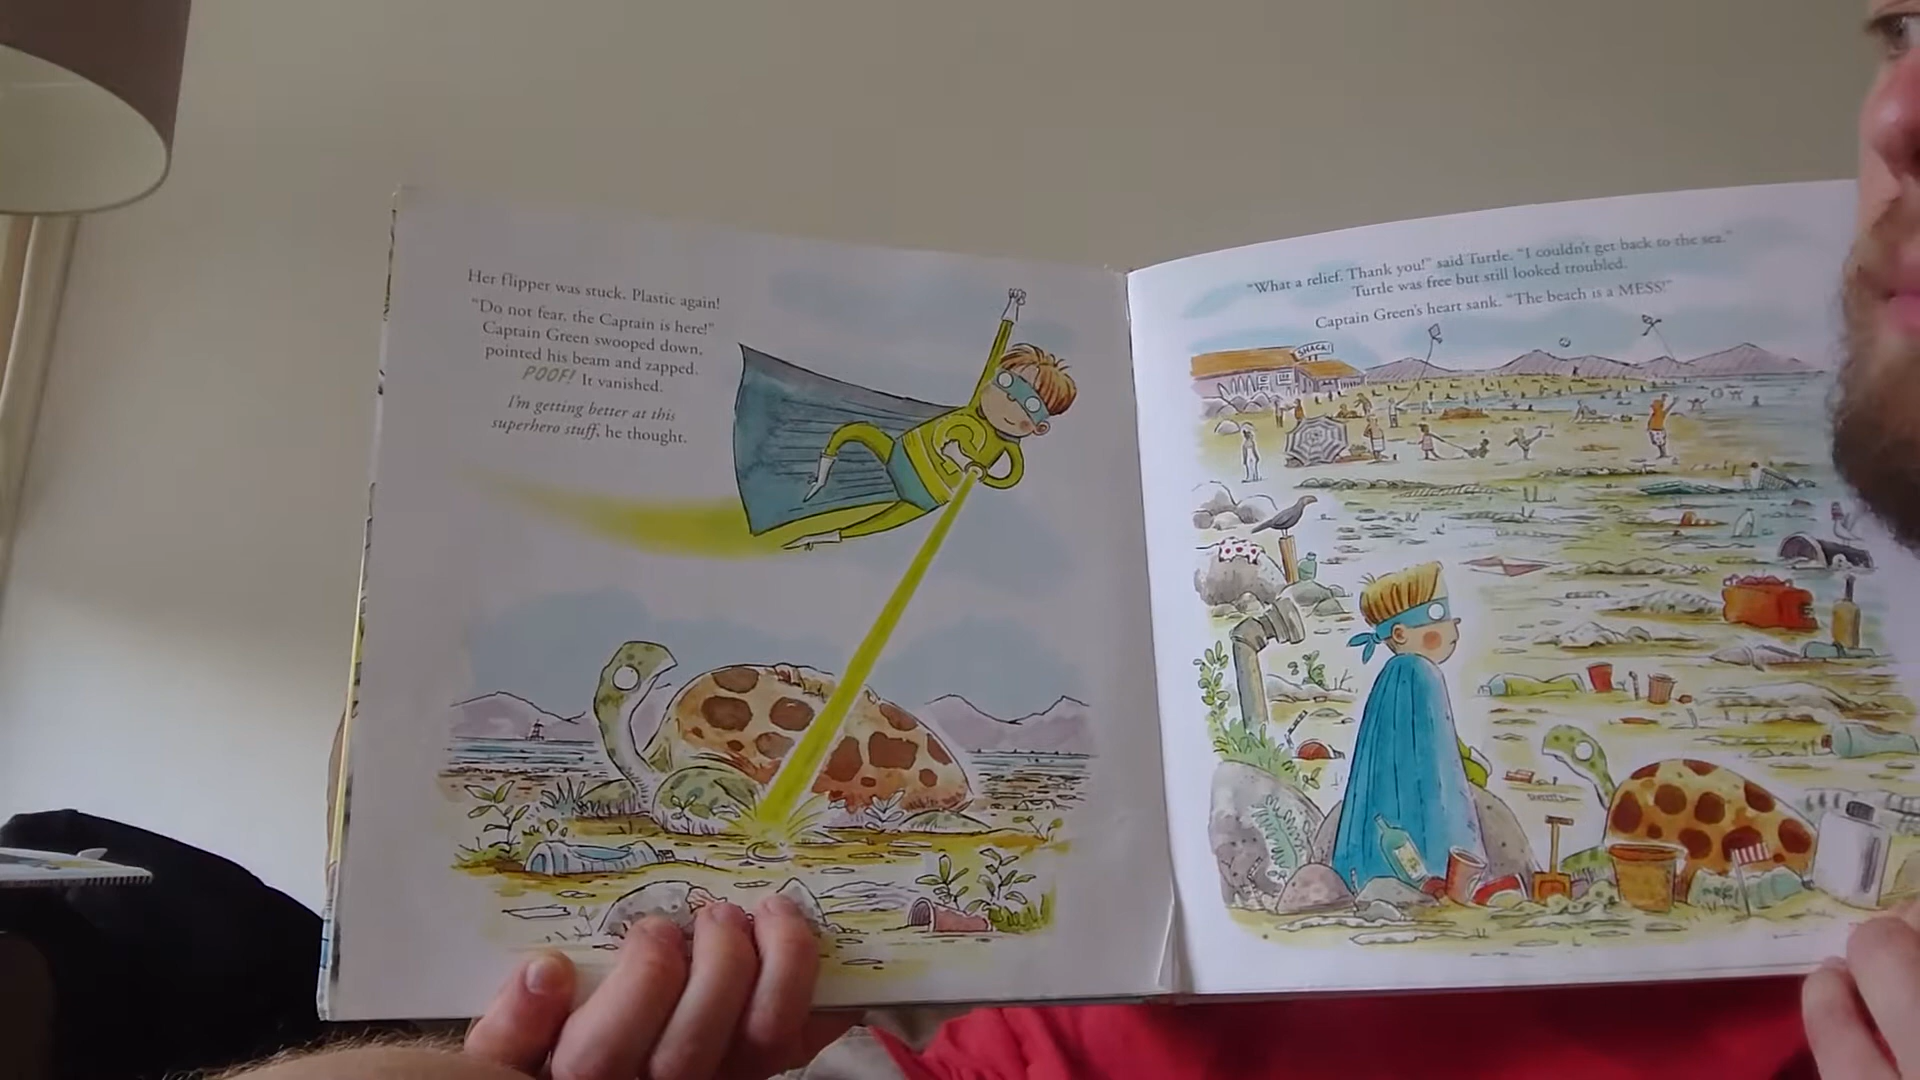 Her flipper was stuck. Plastic again!
"Do not fear, the Captain is here!"
Captain Green swooped down,
pointed his beam and zapped.
POOF! It vanished.
I'm getting better at this
superhero stuff, he thought.
"What a relief. Thank you!" said Turtle. "I couldn't get back to the sea."
Turtle was free but still looked troubled.
Captain Green's heart sank. "The beach is a MESS!"
SHACK!